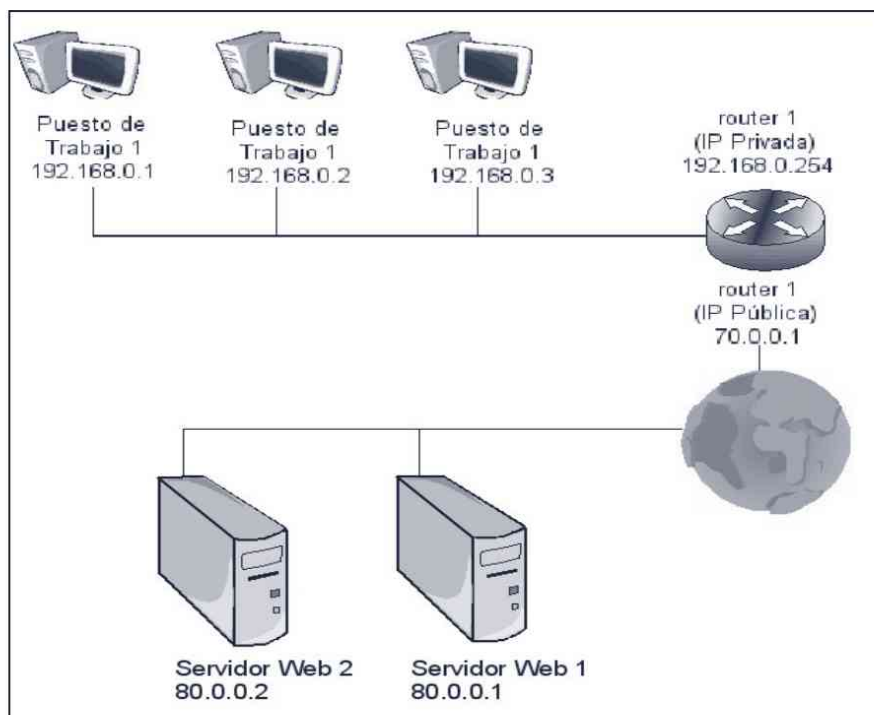 Puesto de
Trabajo 1
192.168.0.1
Puesto de
Trabajo 1
192.168.0.2
Puesto de
Trabajo 1
192.168.0.3
router 1
(IP Privada)
192.168.0.254
router 1
(IP Pública)
70.0.0.1
Servidor Web 2
80.0.0.2
Servidor Web 1
80.0.0.1